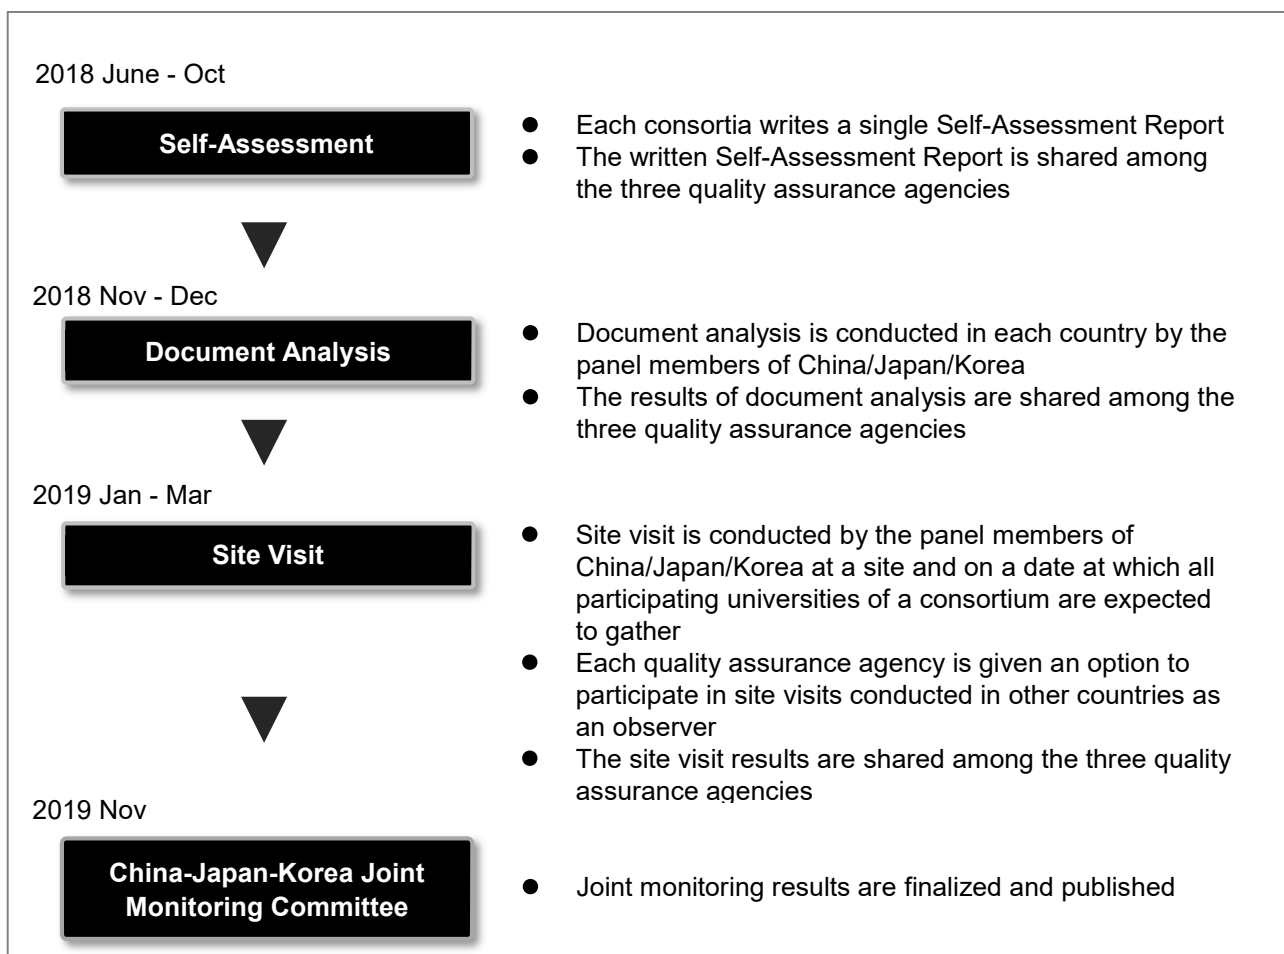 2018 June - Oct
Self-Assessment
● Each consortia writes a single Self-Assessment Report
● The written Self-Assessment Report is shared among
the three quality assurance agencies
2018 Nov - Dec
Document Analysis
● Document analysis is conducted in each country by the
panel members of China/Japan/Korea
● The results of document analysis are shared among the
three quality assurance agencies
2019 Jan - Mar
Site Visit
● Site visit is conducted by the panel members of
China/Japan/Korea at a site and on a date at which all
participating universities of a consortium are expected
to gather
● Each quality assurance agency is given an option to
participate in site visits conducted in other countries as
an observer
● The site visit results are shared among the three quality
assurance agencies
2019 Nov
China-Japan-Korea Joint
Monitoring Committee
● Joint monitoring results are finalized and published